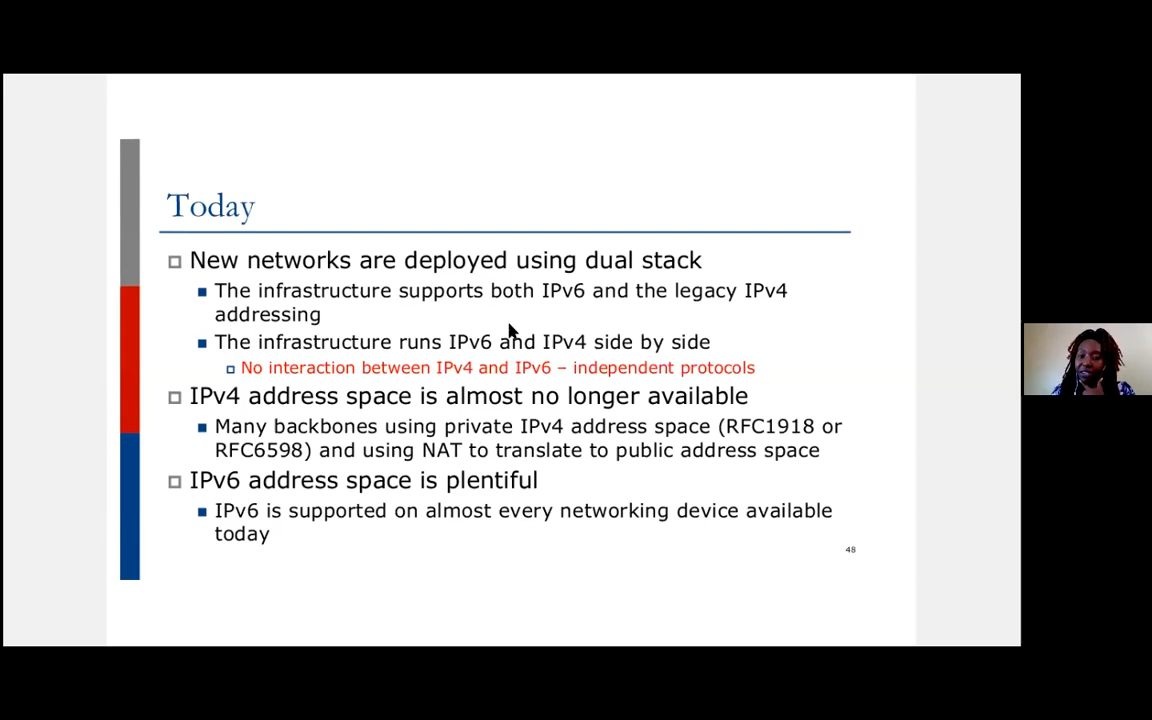 Today
New networks are deployed using dual stack
The infrastructure supports both IPv6 and the legacy IPv4
addressing
The infrastructure runs IPv6 and IPv4 side by side
No interaction between IPv4 and IPv6 – independent protocols
IPv4 address space is almost no longer available
Many backbones using private IPv4 address space (RFC1918 or
RFC6598) and using NAT to translate to public address space
IPv6 address space is plentiful
IPv6 is supported on almost every networking device available
today
48